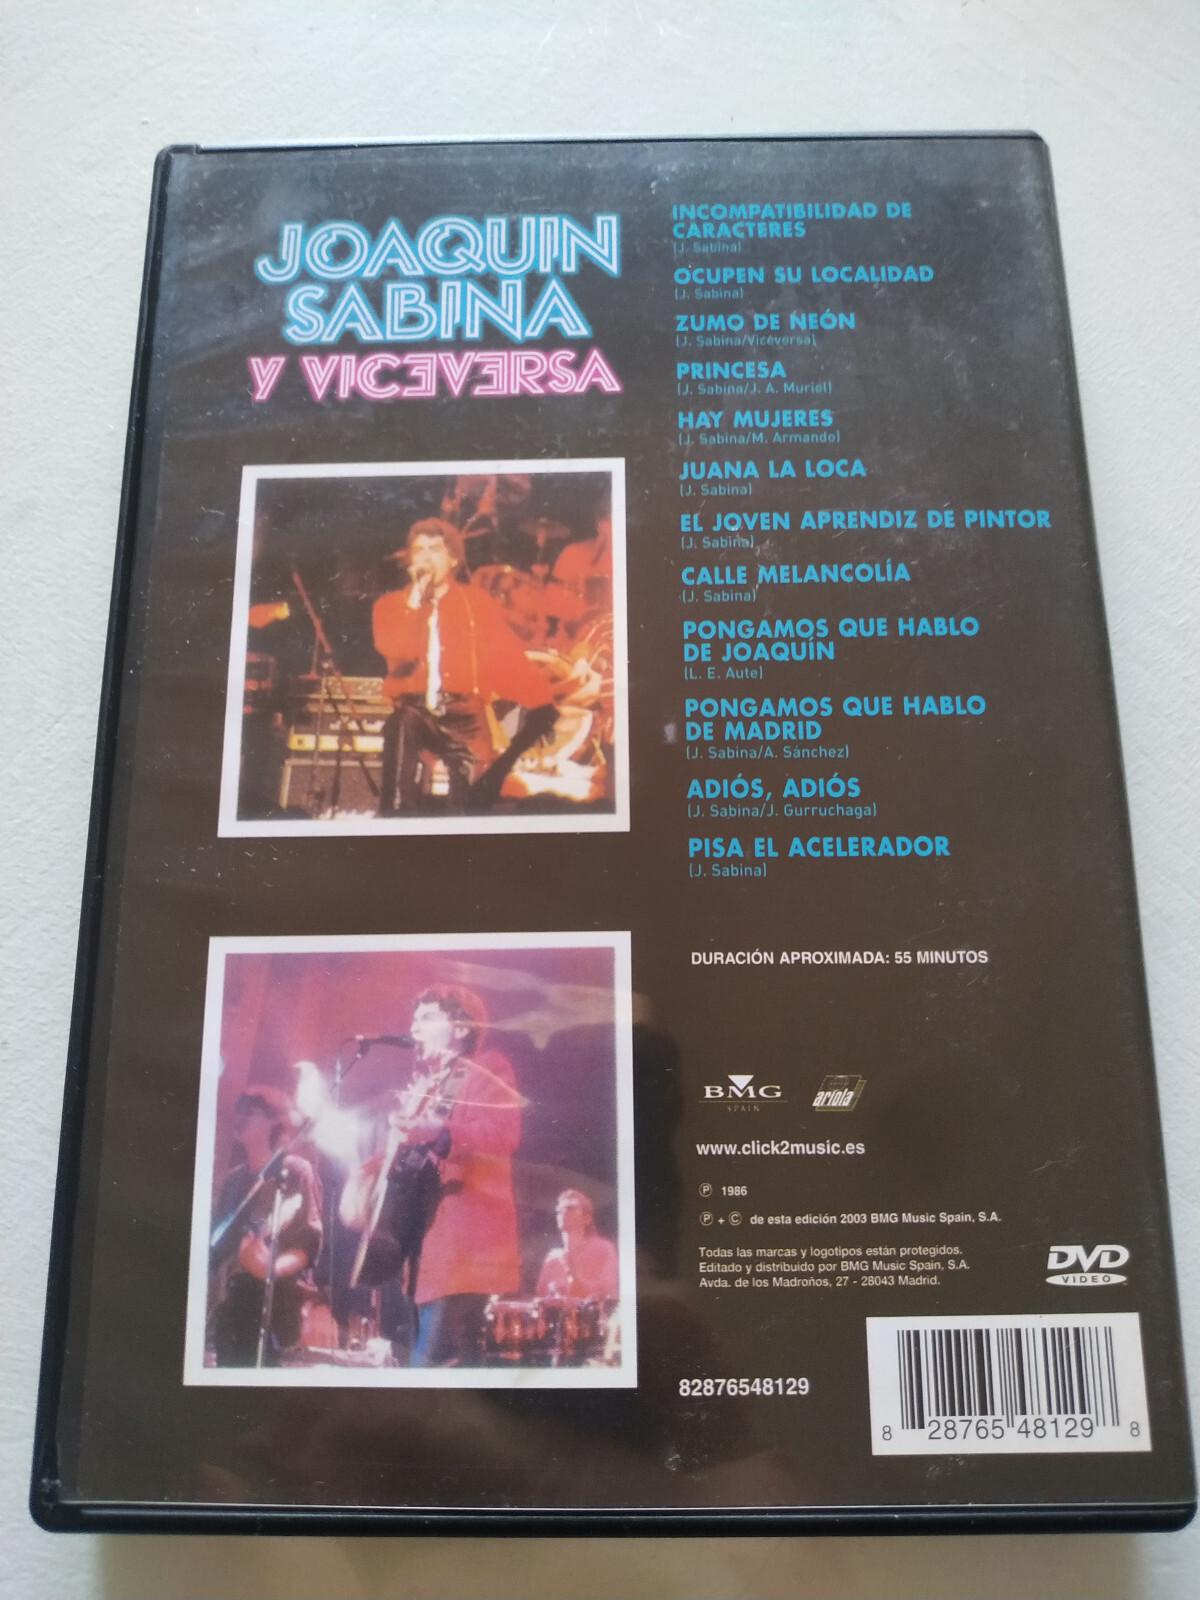 JOAQUIN
SABINA
Y VICEVERSA
INCOMPATIBILIDAD DE
CARACTERES
(J. Sabina)
OCUPEN SU LOCALIDAD
(J. Sabina)
ZUMO DE NEÓN
(J. Sabina/Viceversa)
PRINCESA
(J. Sabina/J. A. Muriel)
HAY MUJERES
(J. Sabina/M. Armando)
JUANA LA LOCA
(J. Sabina)
EL JOVEN APRENDIZ DE PINTOR
(J. Sabina)
CALLE MELANCOLÍA
(J. Sabina)
PONGAMOS QUE HABLO
DE JOAQUÍN
(L. E. Aute)
PONGAMOS QUE HABLO
DE MADRID
(J. Sabina/A. Sánchez)
ADIÓS, ADIÓS
(J. Sabina/J. Gurruchaga)
PISA EL ACELERADOR
(J. Sabina)
DURACIÓN APROXIMADA: 55 MINUTOS
BMG
SPAIN
ariola
www.click2music.es
℗ 1986
℗ + © de esta edición 2003 BMG Music Spain, S.A.
Todas las marcas y logotipos están protegidos.
Editado y distribuido por BMG Music Spain, S.A.
Avda. de los Madroños, 27 - 28043 Madrid.
DVD
VIDEO
82876548129
8 28765 48129 8